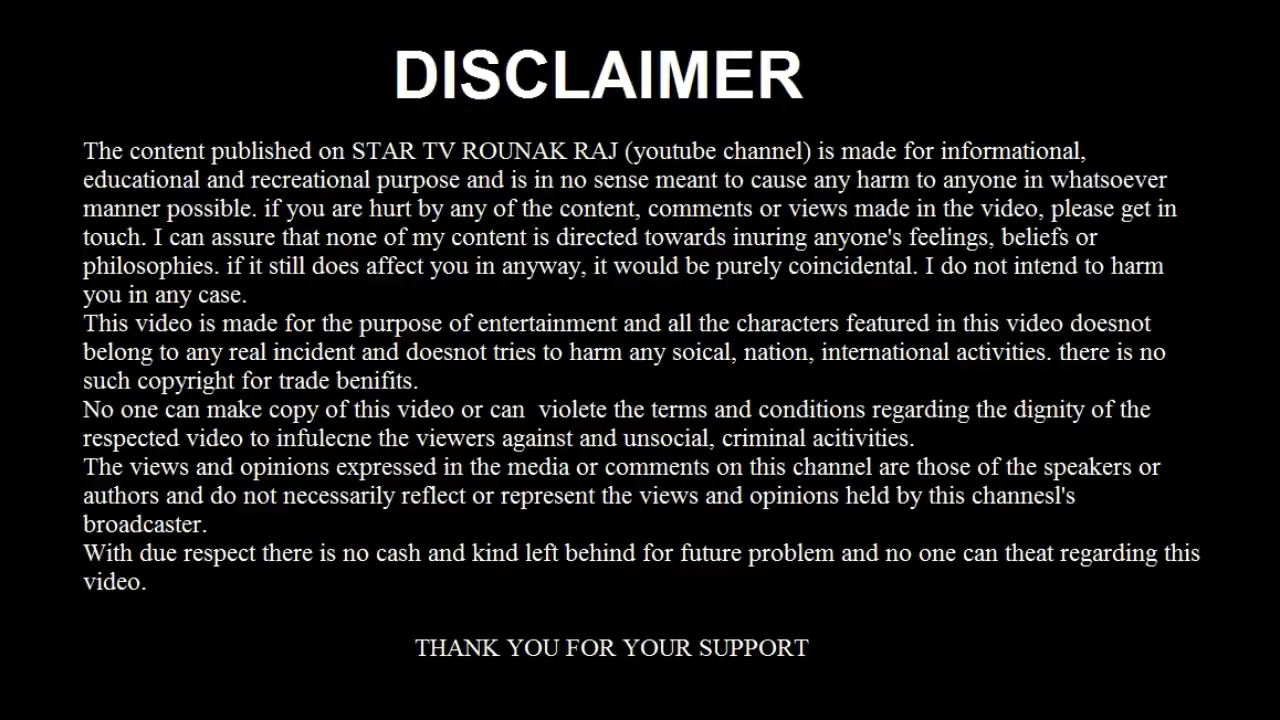 DISCLAIMER
The content published on STAR TV ROUNAK RAJ (youtube channel) is made for informational,
educational and recreational purpose and is in no sense meant to cause any harm to anyone in whatsoever
manner possible. if you are hurt by any of the content, comments or views made in the video, please get in
touch. I can assure that none of my content is directed towards inuring anyone's feelings, beliefs or
philosophies. if it still does affect you in anyway, it would be purely coincidental. I do not intend to harm
you in any case.
This video is made for the purpose of entertainment and all the characters featured in this video doesnot
belong to any real incident and doesnot tries to harm any soical, nation, international activities. there is no
such copyright for trade benifits.
No one can make copy of this video or can  violete the terms and conditions regarding the dignity of the
respected video to infulecne the viewers against and unsocial, criminal acitivities.
The views and opinions expressed in the media or comments on this channel are those of the speakers or
authors and do not necessarily reflect or represent the views and opinions held by this channesl's
broadcaster.
With due respect there is no cash and kind left behind for future problem and no one can theat regarding this
video.
THANK YOU FOR YOUR SUPPORT